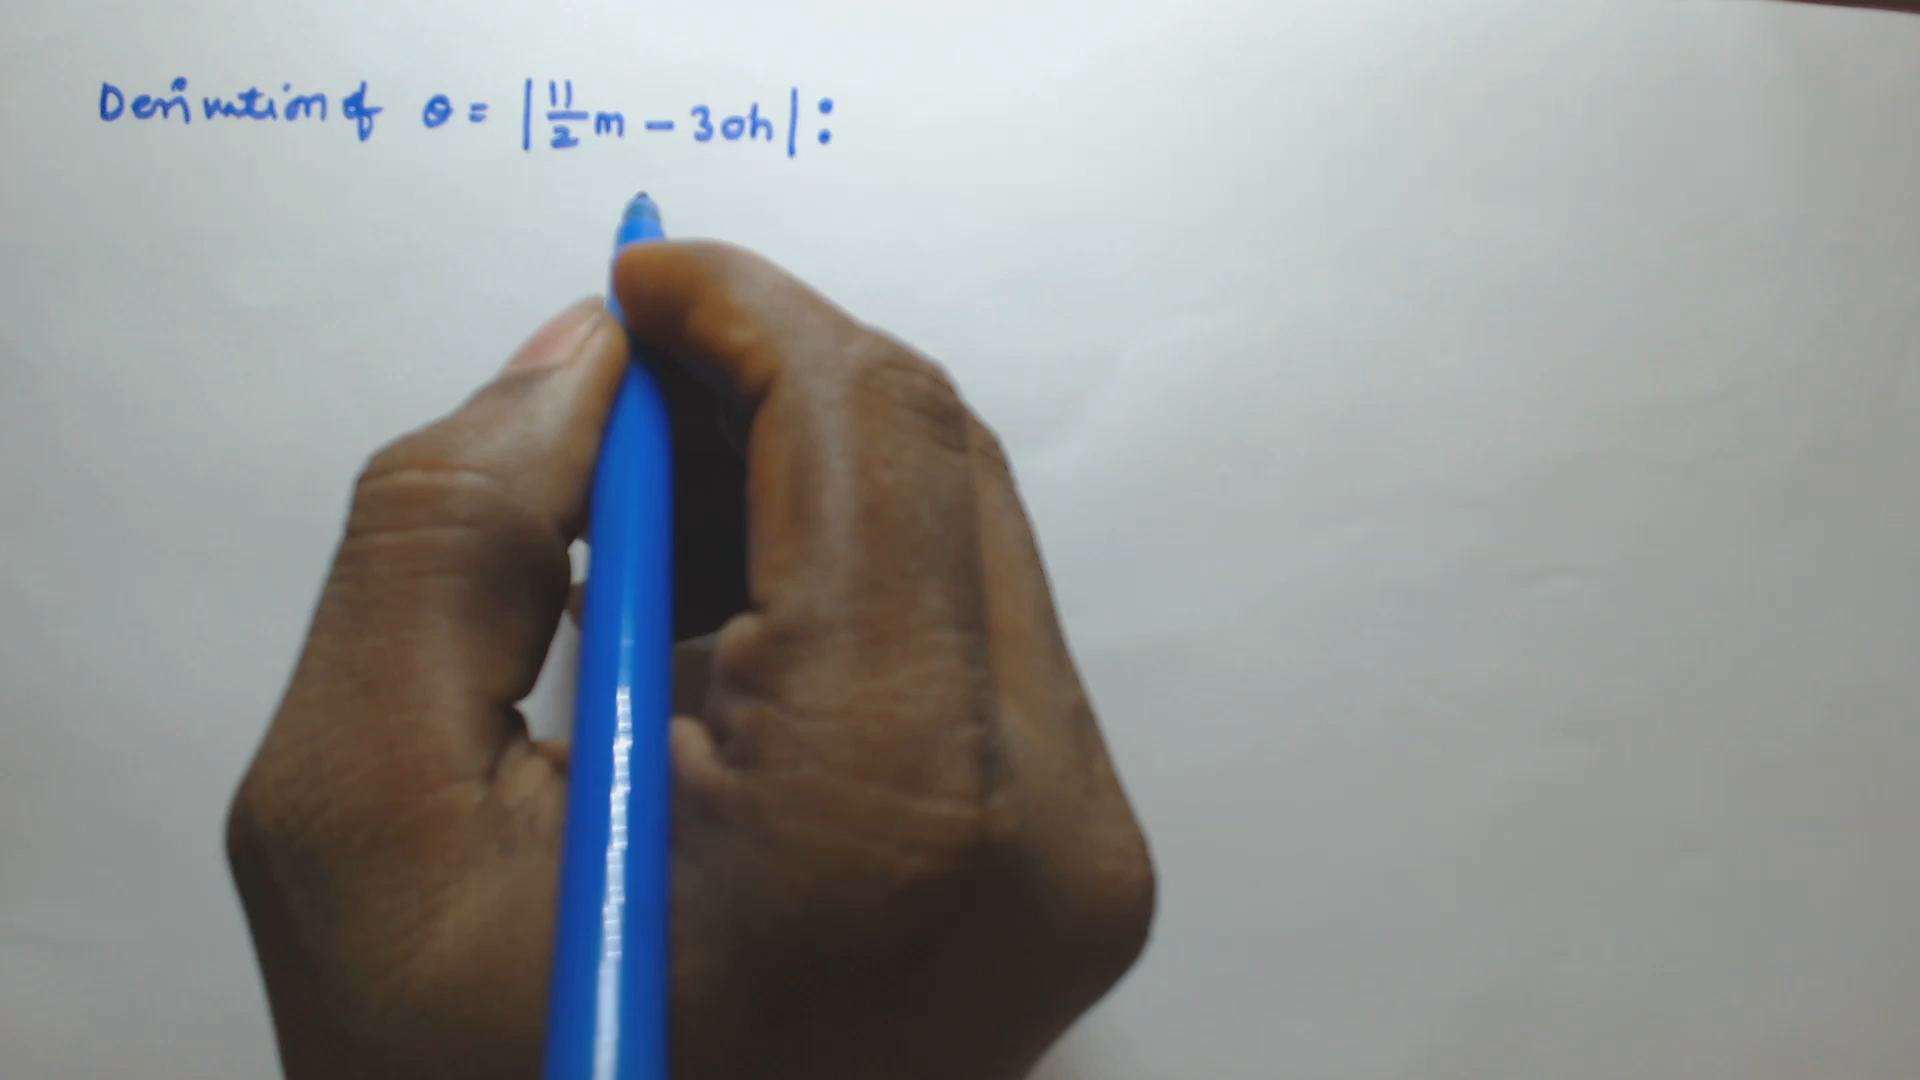 Derivation of θ = |11/2 m - 30h| :